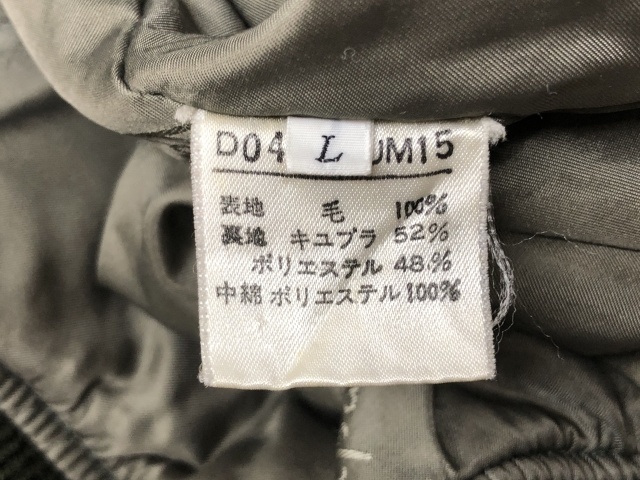 D04 L JM15
表地 毛 100%
裏地 キュプラ 52%
ポリエステル 48%
中綿 ポリエステル 100%